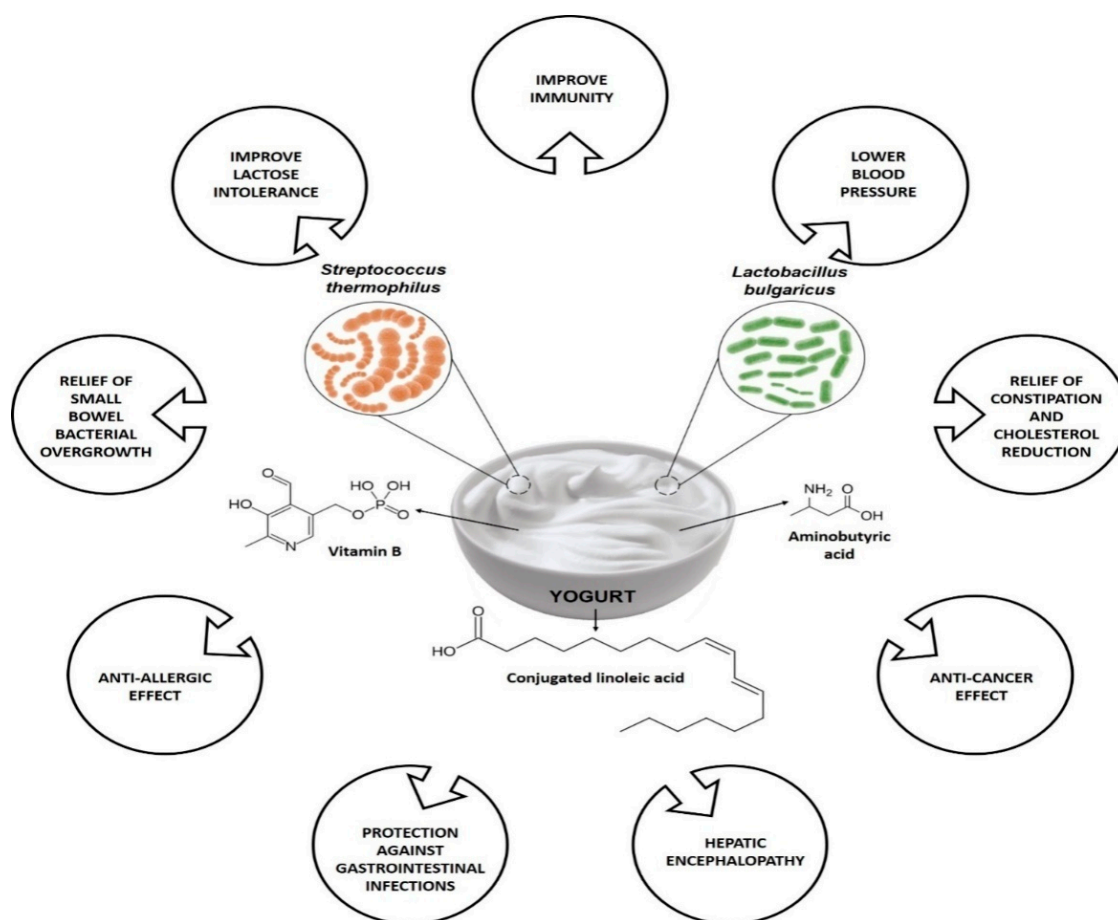 IMPROVE
IMMUNITY
IMPROVE
LACTOSE
INTOLERANCE
LOWER
BLOOD
PRESSURE
Streptococcus
thermophilus
Lactobacillus
bulgaricus
RELIEF OF
SMALL
BOWEL
BACTERIAL
OVERGROWTH
RELIEF OF
CONSTIPATION
AND
CHOLESTEROL
REDUCTION
O
HO
N
O
OH
OH
P
O
Vitamin B
NH2
O
OH
Aminobutyric
acid
YOGURT
O
HO
Conjugated linoleic acid
ANTI-ALLERGIC
EFFECT
ANTI-CANCER
EFFECT
PROTECTION
AGAINST
GASTROINTESTINAL
INFECTIONS
HEPATIC
ENCEPHALOPATHY